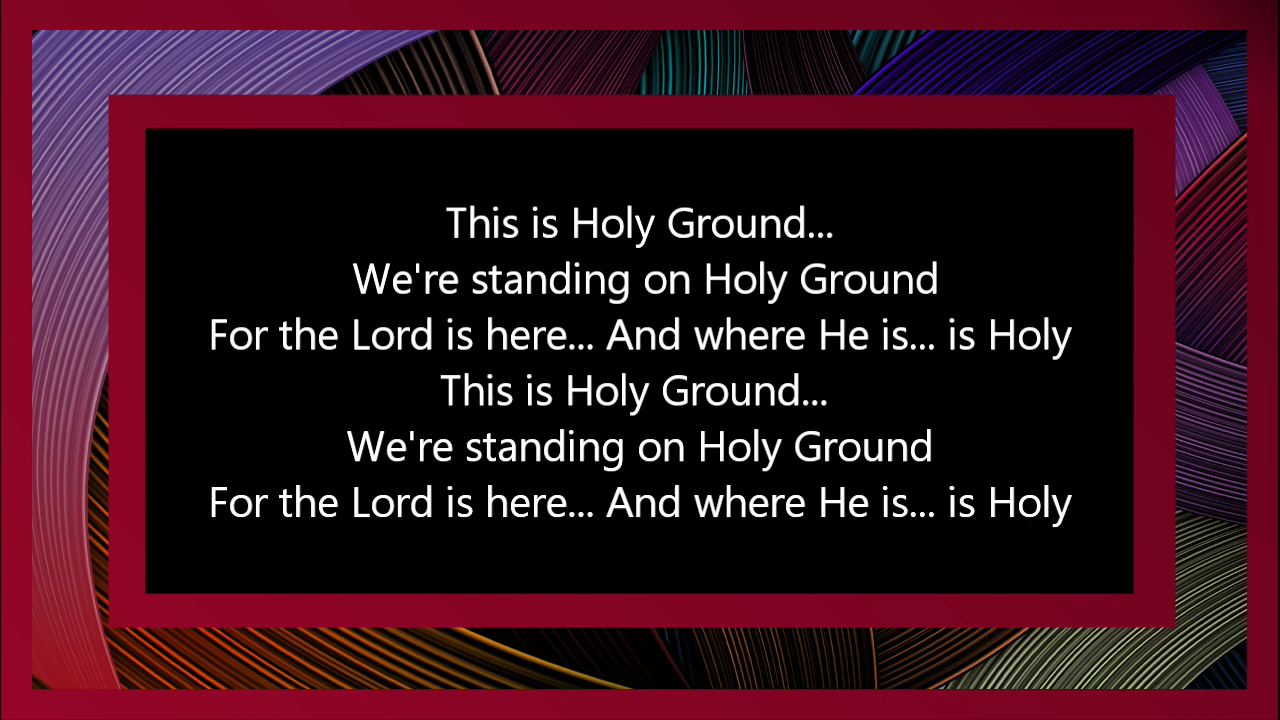 This is Holy Ground...
We're standing on Holy Ground
For the Lord is here... And where He is... is Holy
This is Holy Ground...
We're standing on Holy Ground
For the Lord is here... And where He is... is Holy